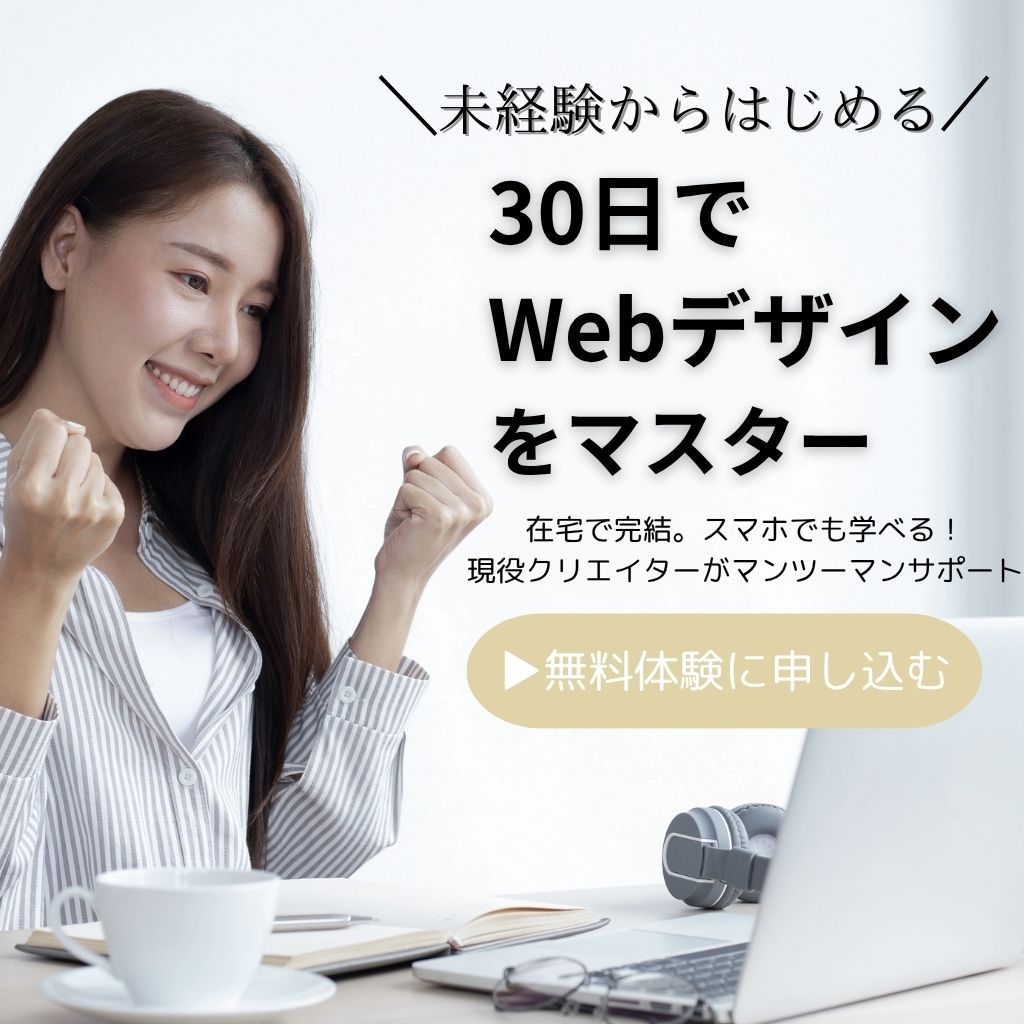 ＼未経験からはじめる／
30日で
Webデザイン
をマスター
在宅で完結。スマホでも学べる！
現役クリエイターがマンツーマンサポート
▶無料体験に申し込む